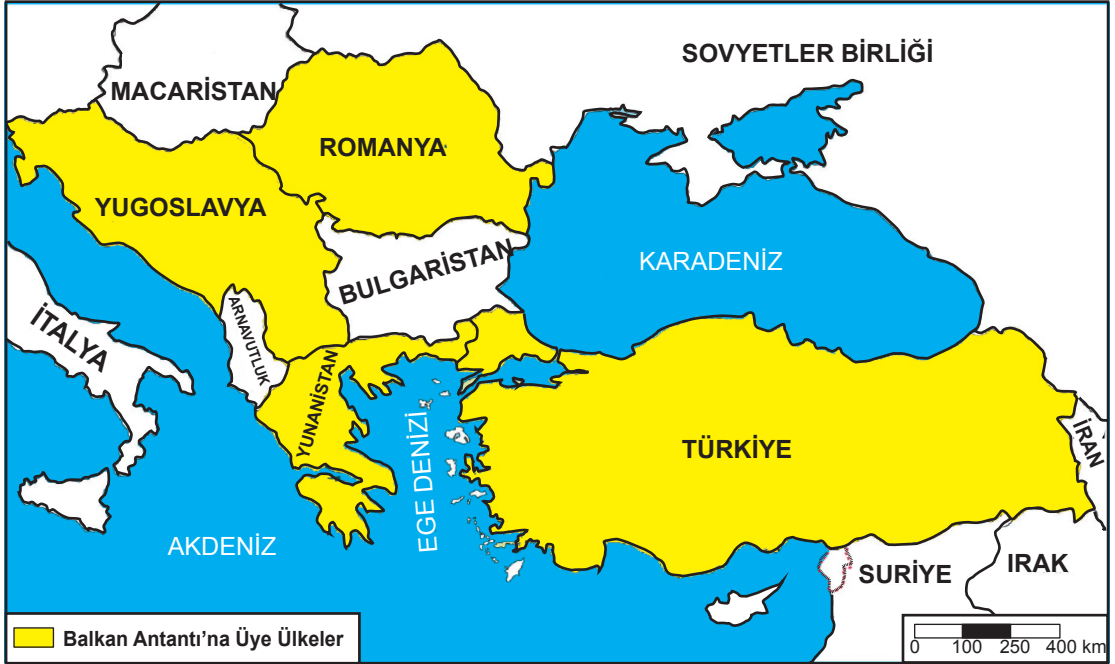 SOVYETLER BİRLİĞİ
MACARİSTAN
ROMANYA
YUGOSLAVYA
KARADENİZ
BULGARİSTAN
ARNAVUTLUK
İTALYA
YUNANİSTAN
EGE DENİZİ
TÜRKİYE
İRAN
AKDENİZ
SURİYE
IRAK
Balkan Antantı'na Üye Ülkeler
0 100 250 400 km